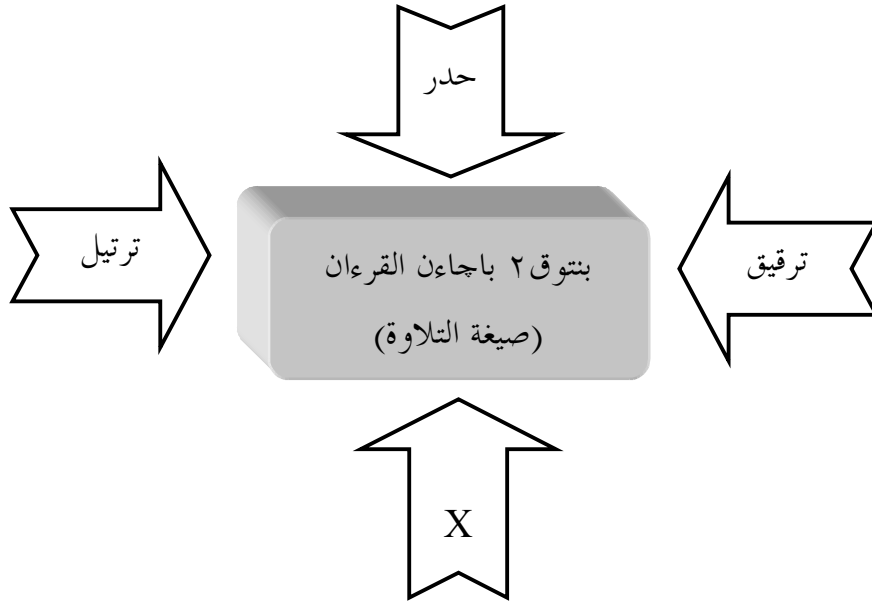 حدر
ترتيل
ترقيق
بنتوق٢ باچاءن القرءان
(صيغة التلاوة)
X